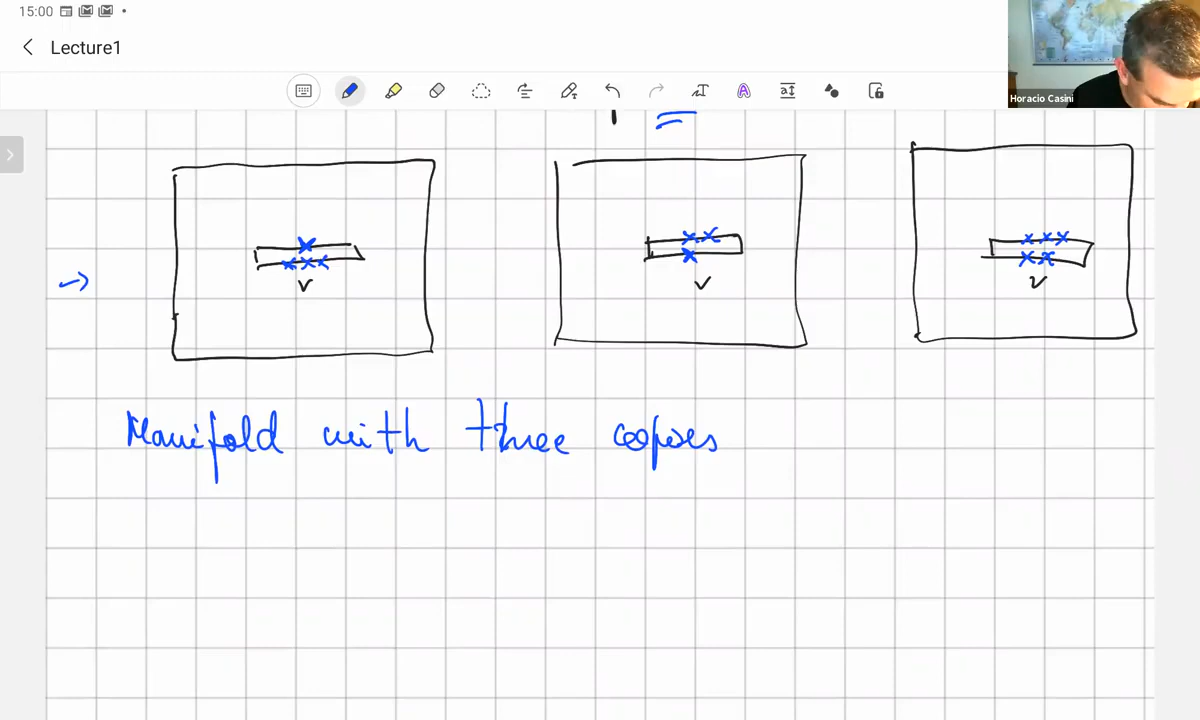 15:00
Lecture1
Horacio Casini
V V V
Manifold with three copies